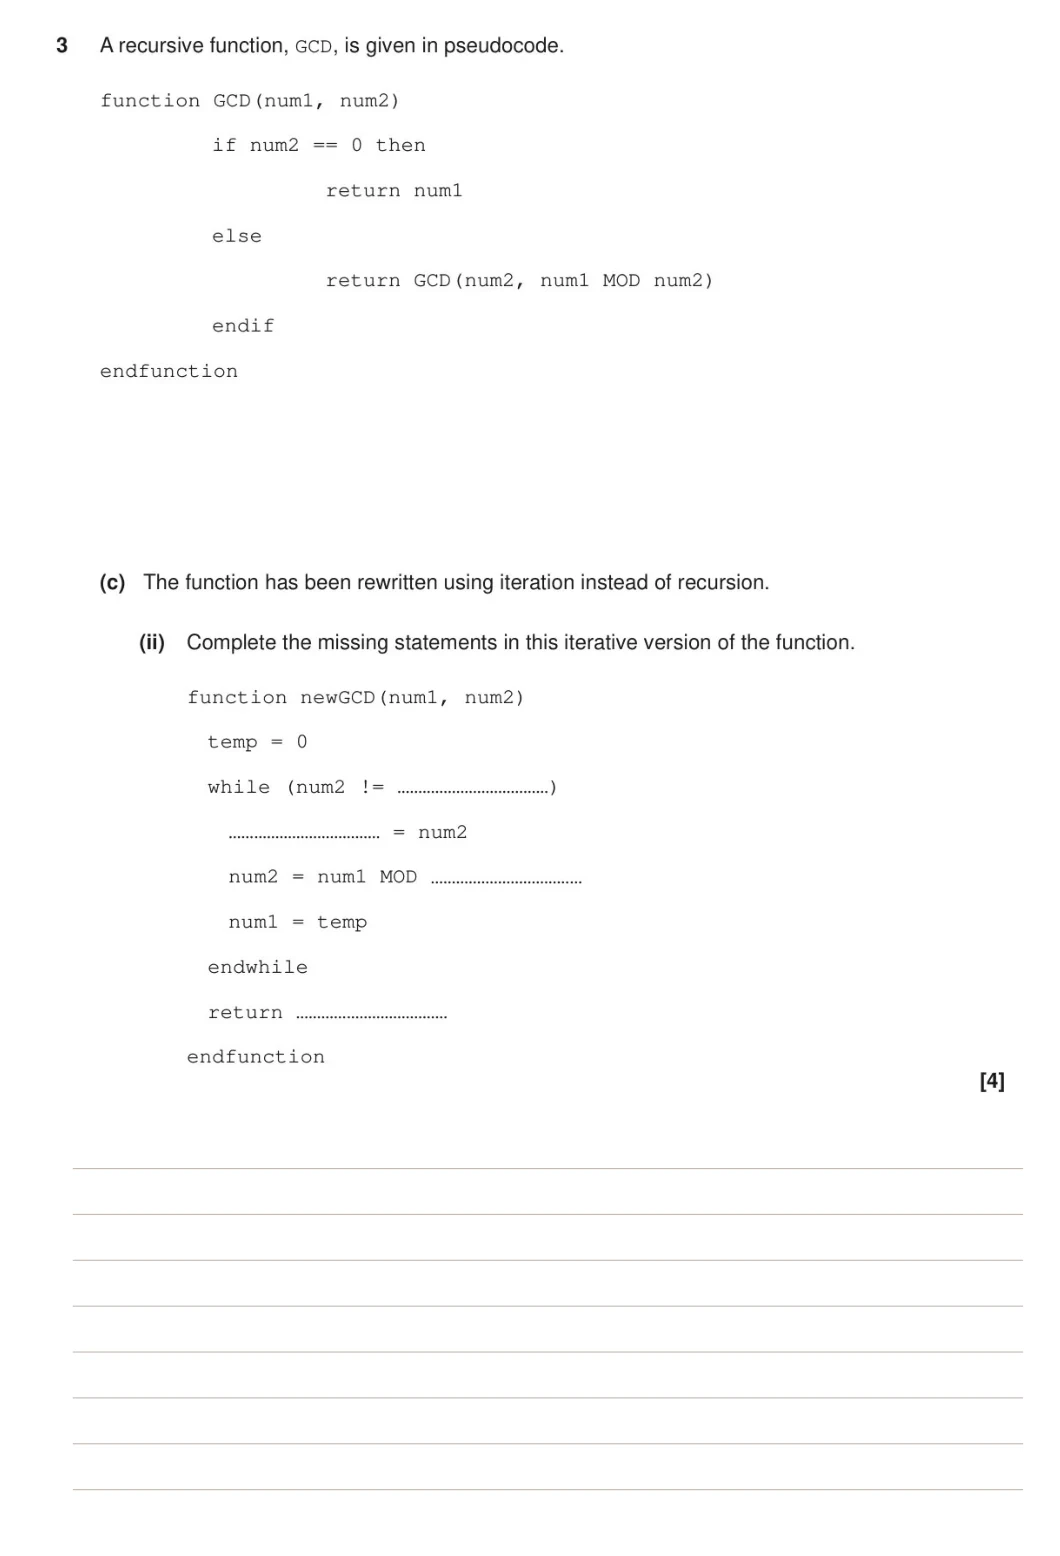 3 A recursive function, GCD, is given in pseudocode.
function GCD(num1, num2)
if num2 == 0 then
return num1
else
return GCD(num2, num1 MOD num2)
endif
endfunction
(c) The function has been rewritten using iteration instead of recursion.
(ii) Complete the missing statements in this iterative version of the function.
function newGCD(num1, num2)
temp = 0
while (num2 != ....................................)
.................................... = num2
num2 = num1 MOD ....................................
num1 = temp
endwhile
return ....................................
endfunction
[4]